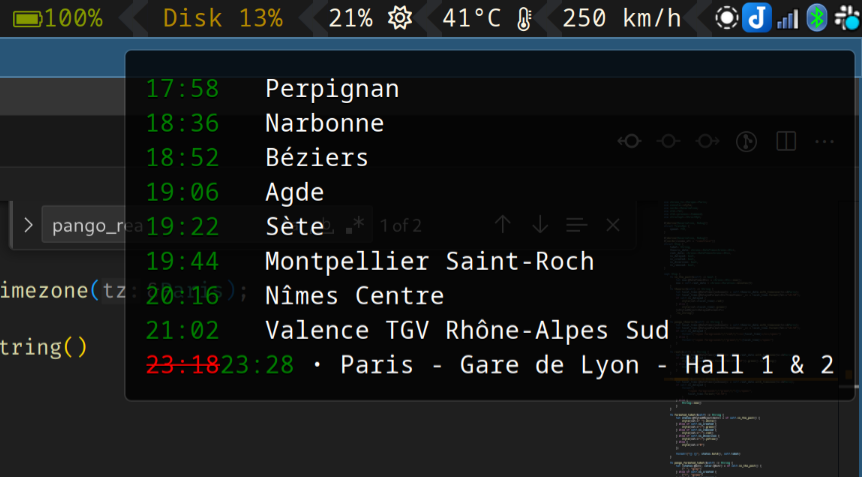 100% Disk 13% 21% 41°C 250 km/h
17:58 Perpignan
18:36 Narbonne
18:52 Béziers
19:06 Agde
pango_rea 19:22 Sète 1 of 2
19:44 Montpellier Saint-Roch
imezone(tz: &Paris);
20:16 Nîmes Centre
21:02 Valence TGV Rhône-Alpes Sud
tring()
23:18 23:28 • Paris - Gare de Lyon - Hall 1 & 2